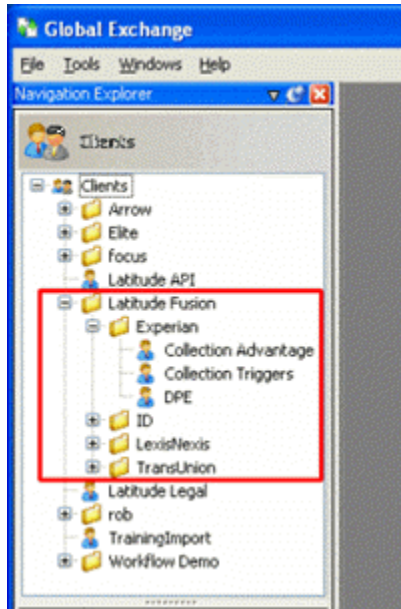 Global Exchange
File Tools Windows Help
Navigation Explorer
Clients
Clients
Arrow
Elite
focus
Latitude API
Latitude Fusion
Experian
Collection Advantage
Collection Triggers
DPE
ID
LexisNexis
TransUnion
Latitude Legal
rob
TrainingImport
Workflow Demo